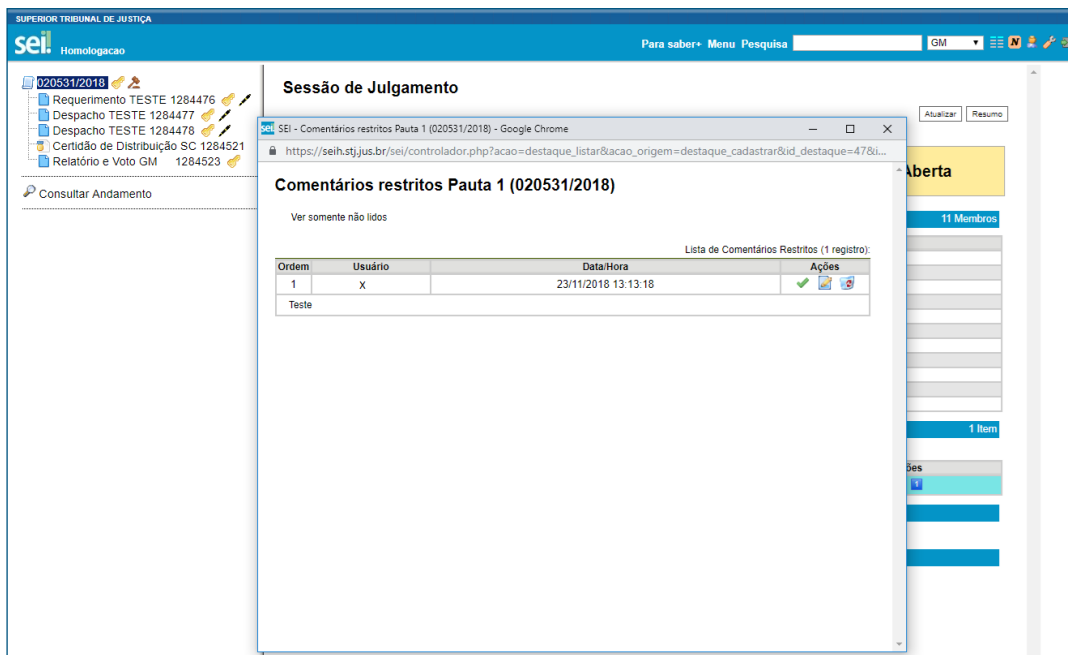 SUPERIOR TRIBUNAL DE JUSTIÇA
sei! Homologacao
Para saber+ Menu Pesquisa
GM
N
020531/2018
Requerimento TESTE 1284476
Despacho TESTE 1284477
Despacho TESTE 1284478
Certidão de Distribuição SC 1284521
Relatório e Voto GM 1284523
Consultar Andamento
Sessão de Julgamento
Atualizar Resumo
Aberta
11 Membros
1 Item
ões
1
sei SEI - Comentários restritos Pauta 1 (020531/2018) - Google Chrome
https://seih.stj.jus.br/sei/controlador.php?acao=destaque_listar&acao_origem=destaque_cadastrar&id_destaque=47&i...
Comentários restritos Pauta 1 (020531/2018)
Ver somente não lidos
Lista de Comentários Restritos (1 registro):
Ordem Usuário Data/Hora Ações
1 X 23/11/2018 13:13:18
Teste